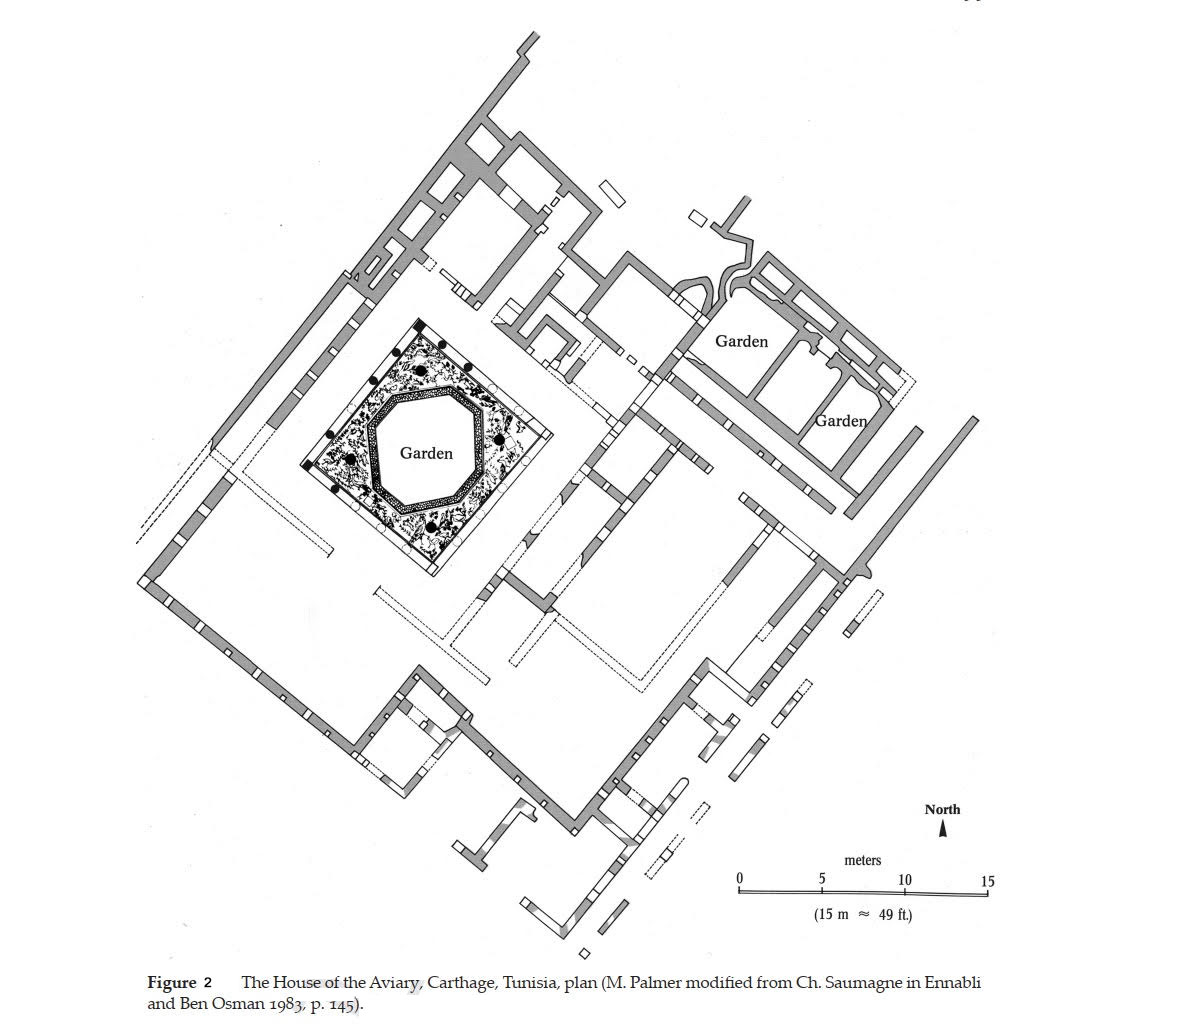 Garden
Garden
Garden
North
meters
0 5 10 15
(15 m ≈ 49 ft.)
Figure 2 The House of the Aviary, Carthage, Tunisia, plan (M. Palmer modified from Ch. Saumagne in Ennabli
and Ben Osman 1983, p. 145).